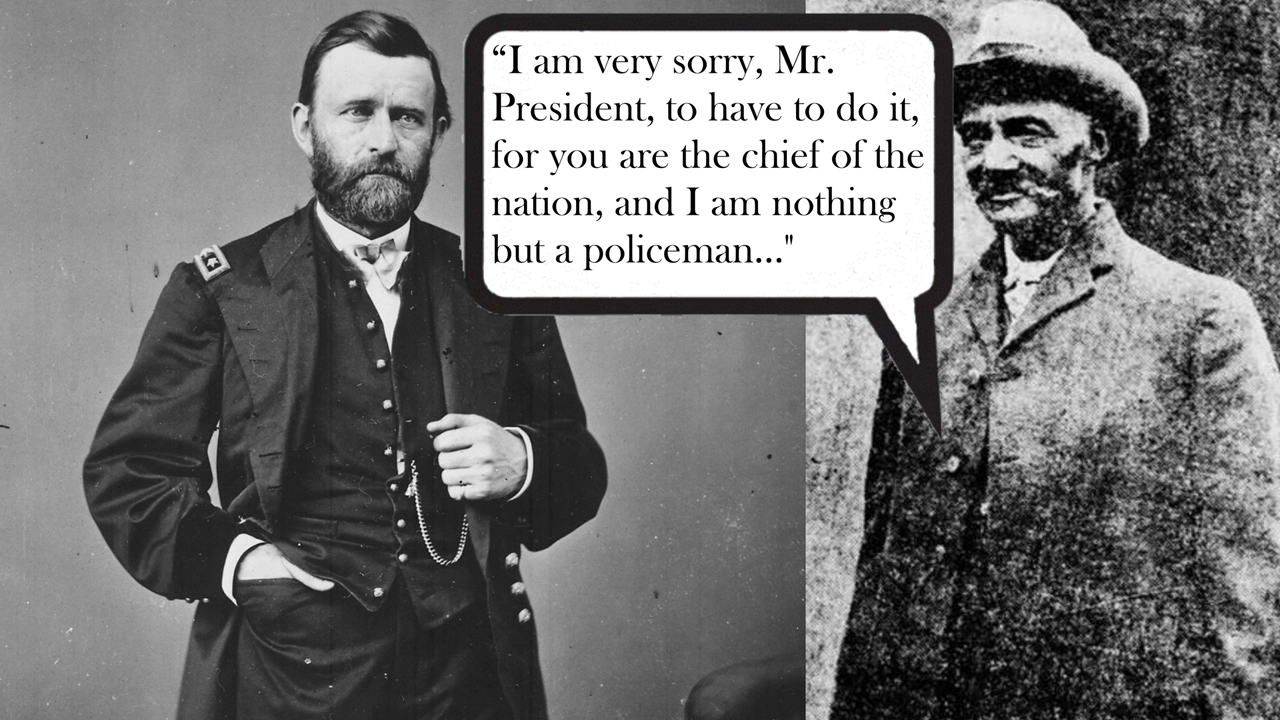 “I am very sorry, Mr.
President, to have to do it,
for you are the chief of the
nation, and I am nothing
but a policeman..."